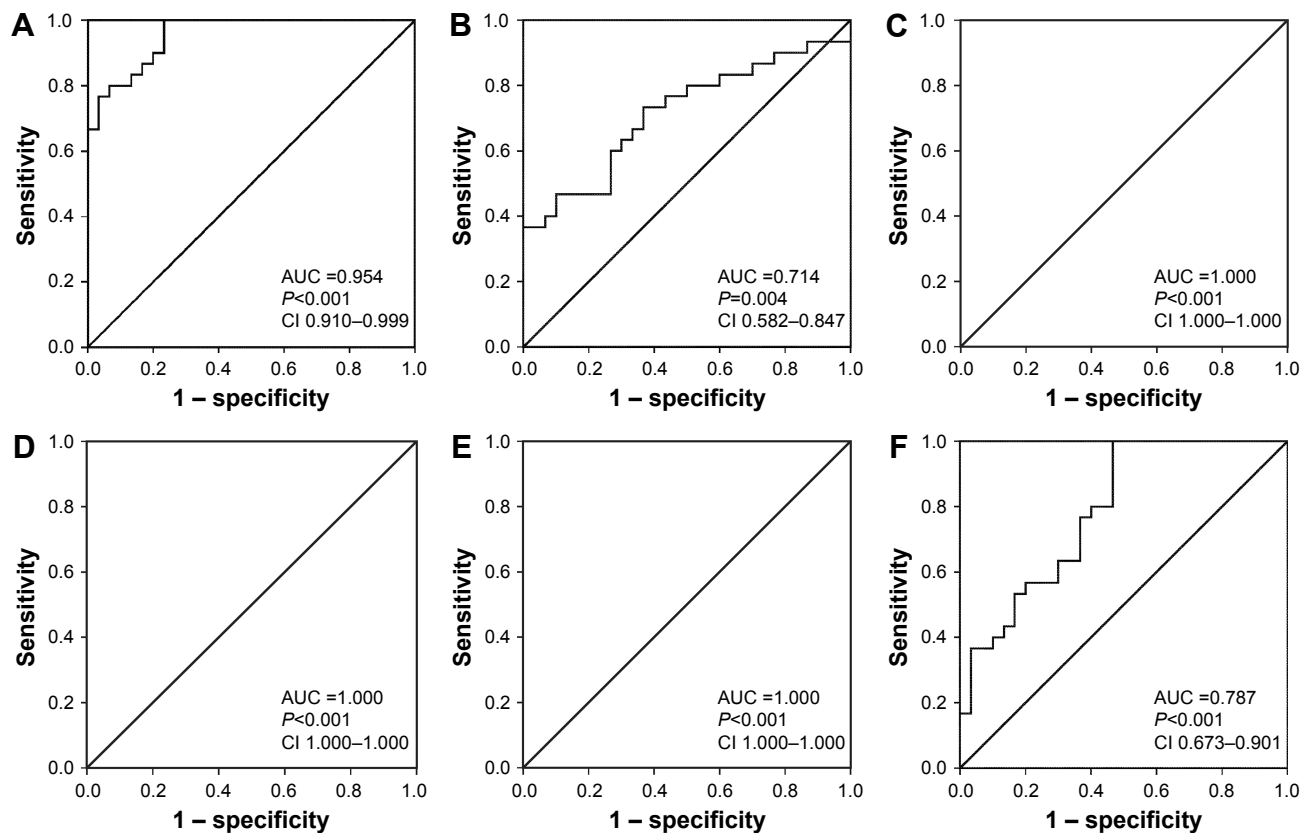 A
Sensitivity
1.0
0.8
0.6
0.4
0.2
0.0
AUC =0.954
P<0.001
CI 0.910–0.999
0.0 0.2 0.4 0.6 0.8 1.0
1 – specificity
B
Sensitivity
1.0
0.8
0.6
0.4
0.2
0.0
AUC =0.714
P=0.004
CI 0.582–0.847
0.0 0.2 0.4 0.6 0.8 1.0
1 – specificity
C
Sensitivity
1.0
0.8
0.6
0.4
0.2
0.0
AUC =1.000
P<0.001
CI 1.000–1.000
0.0 0.2 0.4 0.6 0.8 1.0
1 – specificity
D
Sensitivity
1.0
0.8
0.6
0.4
0.2
0.0
AUC =1.000
P<0.001
CI 1.000–1.000
0.0 0.2 0.4 0.6 0.8 1.0
1 – specificity
E
Sensitivity
1.0
0.8
0.6
0.4
0.2
0.0
AUC =1.000
P<0.001
CI 1.000–1.000
0.0 0.2 0.4 0.6 0.8 1.0
1 – specificity
F
Sensitivity
1.0
0.8
0.6
0.4
0.2
0.0
AUC =0.787
P<0.001
CI 0.673–0.901
0.0 0.2 0.4 0.6 0.8 1.0
1 – specificity